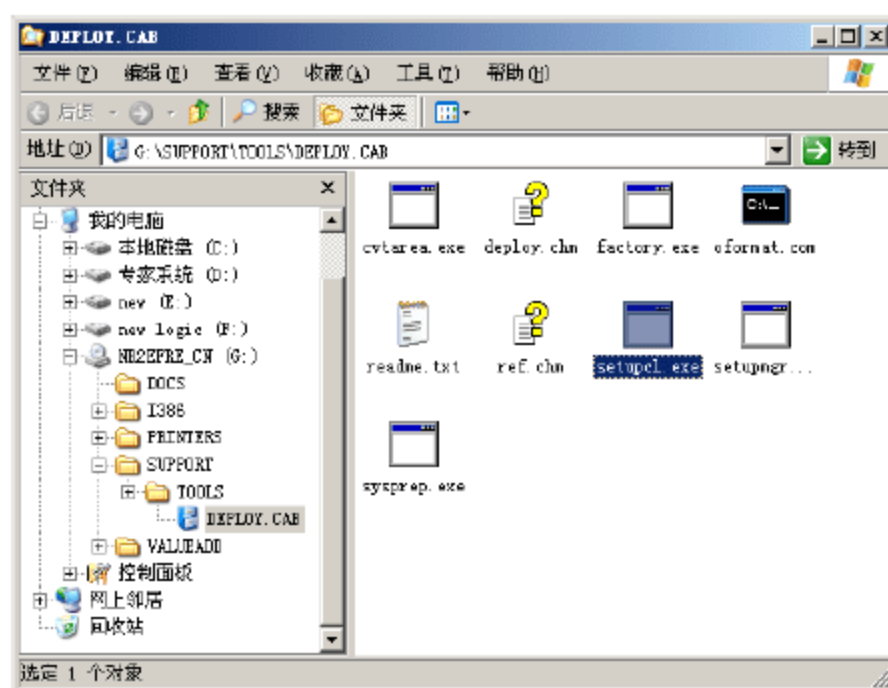 DEPLOY.CAB
文件(F) 编辑(E) 查看(V) 收藏(A) 工具(T) 帮助(H)
后退 搜索 文件夹
地址(D) G:\SUPPORT\TOOLS\DEPLOY.CAB 转到
文件夹
我的电脑
本地磁盘 (C:)
专家系统 (D:)
new (E:)
new logic (F:)
NR2EFRE_CN (G:)
DOCS
I386
PRINTERS
SUPPORT
TOOLS
DEPLOY.CAB
VALUEADD
控制面板
网上邻居
回收站
C:\_
cvtarea.exe deploy.chm factory.exe oformat.com
readme.txt ref.chm setupcl.exe setupmgr...
sysprep.exe
选定 1 个对象